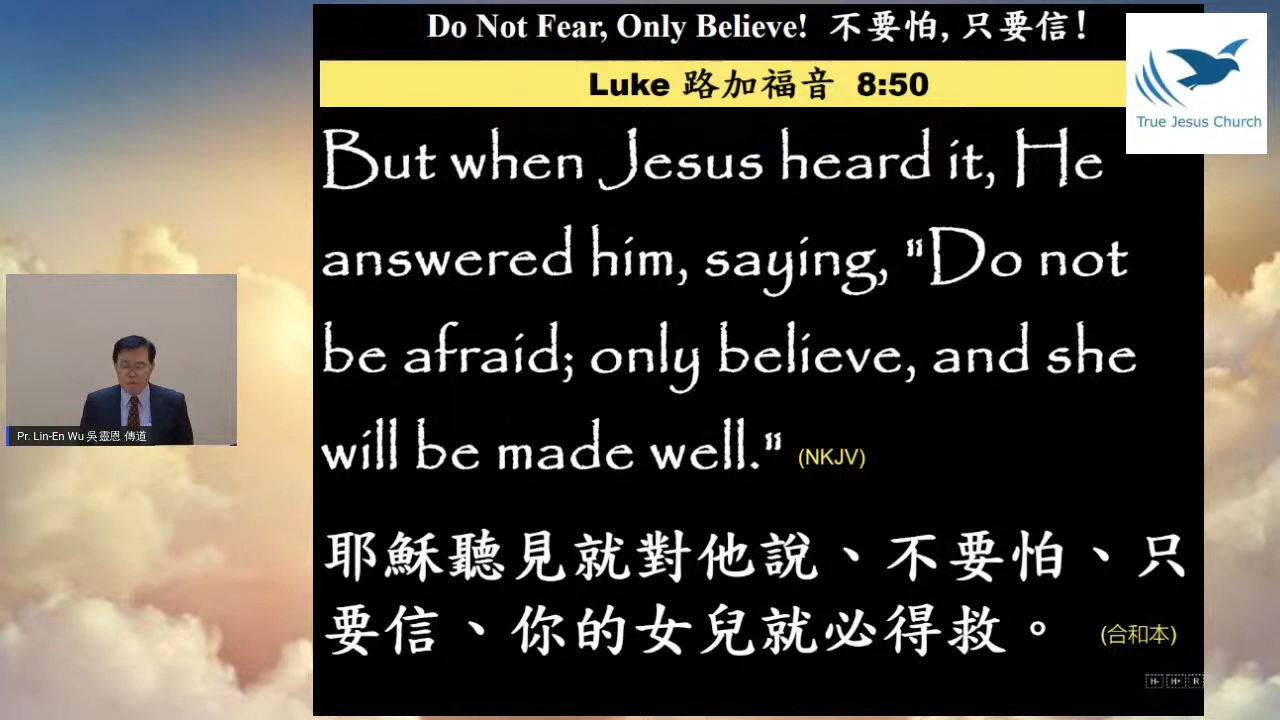 Do Not Fear, Only Believe! 不要怕, 只要信!
Luke 路加福音 8:50
True Jesus Church
But when Jesus heard it, He
answered him, saying, "Do not
be afraid; only believe, and she
will be made well." (NKJV)
Pr. Lin-En Wu 吳靈恩 傳道
耶穌聽見就對他說、不要怕、只
要信、你的女兒就必得救。 (合和本)
H- H+ R